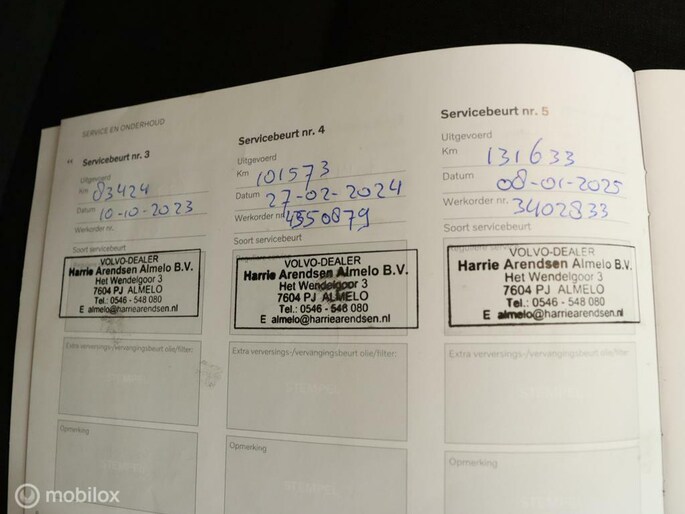 SERVICE EN ONDERHOUD
Servicebeurt nr. 3
Uitgevoerd
Km 83424
Datum 10-10-2023
Werkorder nr.
Soort servicebeurt
VOLVO-DEALER
Harrie Arendsen Almelo B.V.
Het Wendelgoor 3
7604 PJ ALMELO
Tel.: 0546 - 548 080
E almelo@harriearendsen.nl
Extra verversings-/vervangingsbeurt olie/filter:
Opmerking
Servicebeurt nr. 4
Uitgevoerd
Km 101573
Datum 27-02-2024
Werkorder nr. 4550879
Soort servicebeurt
VOLVO-DEALER
Harrie Arendsen Almelo B.V.
Het Wendelgoor 3
7604 PJ ALMELO
Tel.: 0546 - 548 080
E almelo@harriearendsen.nl
Extra verversings-/vervangingsbeurt olie/filter:
Opmerking
Servicebeurt nr. 5
Uitgevoerd
Km 131633
Datum 08-01-2025
Werkorder nr. 3402833
VOLVO-DEALER
Harrie Arendsen Almelo B.V.
Het Wendelgoor 3
7604 PJ ALMELO
Tel.: 0546 - 548 080
E almelo@harriearendsen.nl
Extra verversings-/vervangingsbeurt olie/filter:
Opmerking
mobilox